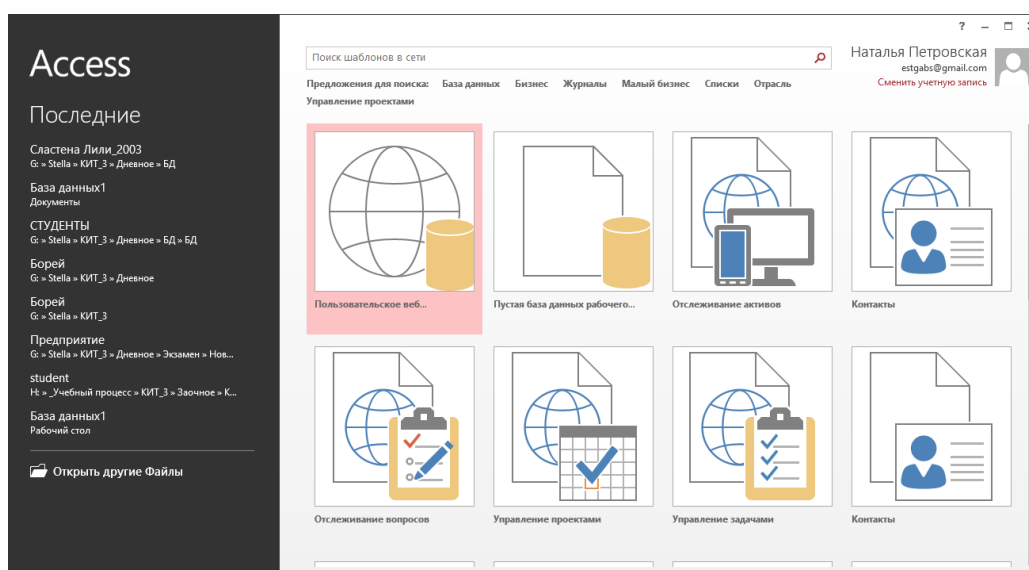 ?
Access
Последние
Сластена Лили_2003
G: » Stella » КИТ_3 » Дневное » БД
База данных1
Документы
СТУДЕНТЫ
G: » Stella » КИТ_3 » Дневное » БД » БД
Борей
G: » Stella » КИТ_3 » Дневное
Борей
G: » Stella » КИТ_3
Предприятие
G: » Stella » КИТ_3 » Дневное » Экзамен » Нов...
student
H: » _Учебный процесс » КИТ_3 » Заочное » К...
База данных1
Рабочий стол
Открыть другие Файлы
Поиск шаблонов в сети
Наталья Петровская
estgabs@gmail.com
Сменить учетную запись
Предложения для поиска: База данных Бизнес Журналы Малый бизнес Списки Отрасль
Управление проектами
Пользовательское веб... Пустая база данных рабочего... Отслеживание активов Контакты
Отслеживание вопросов Управление проектами Управление задачами Контакты